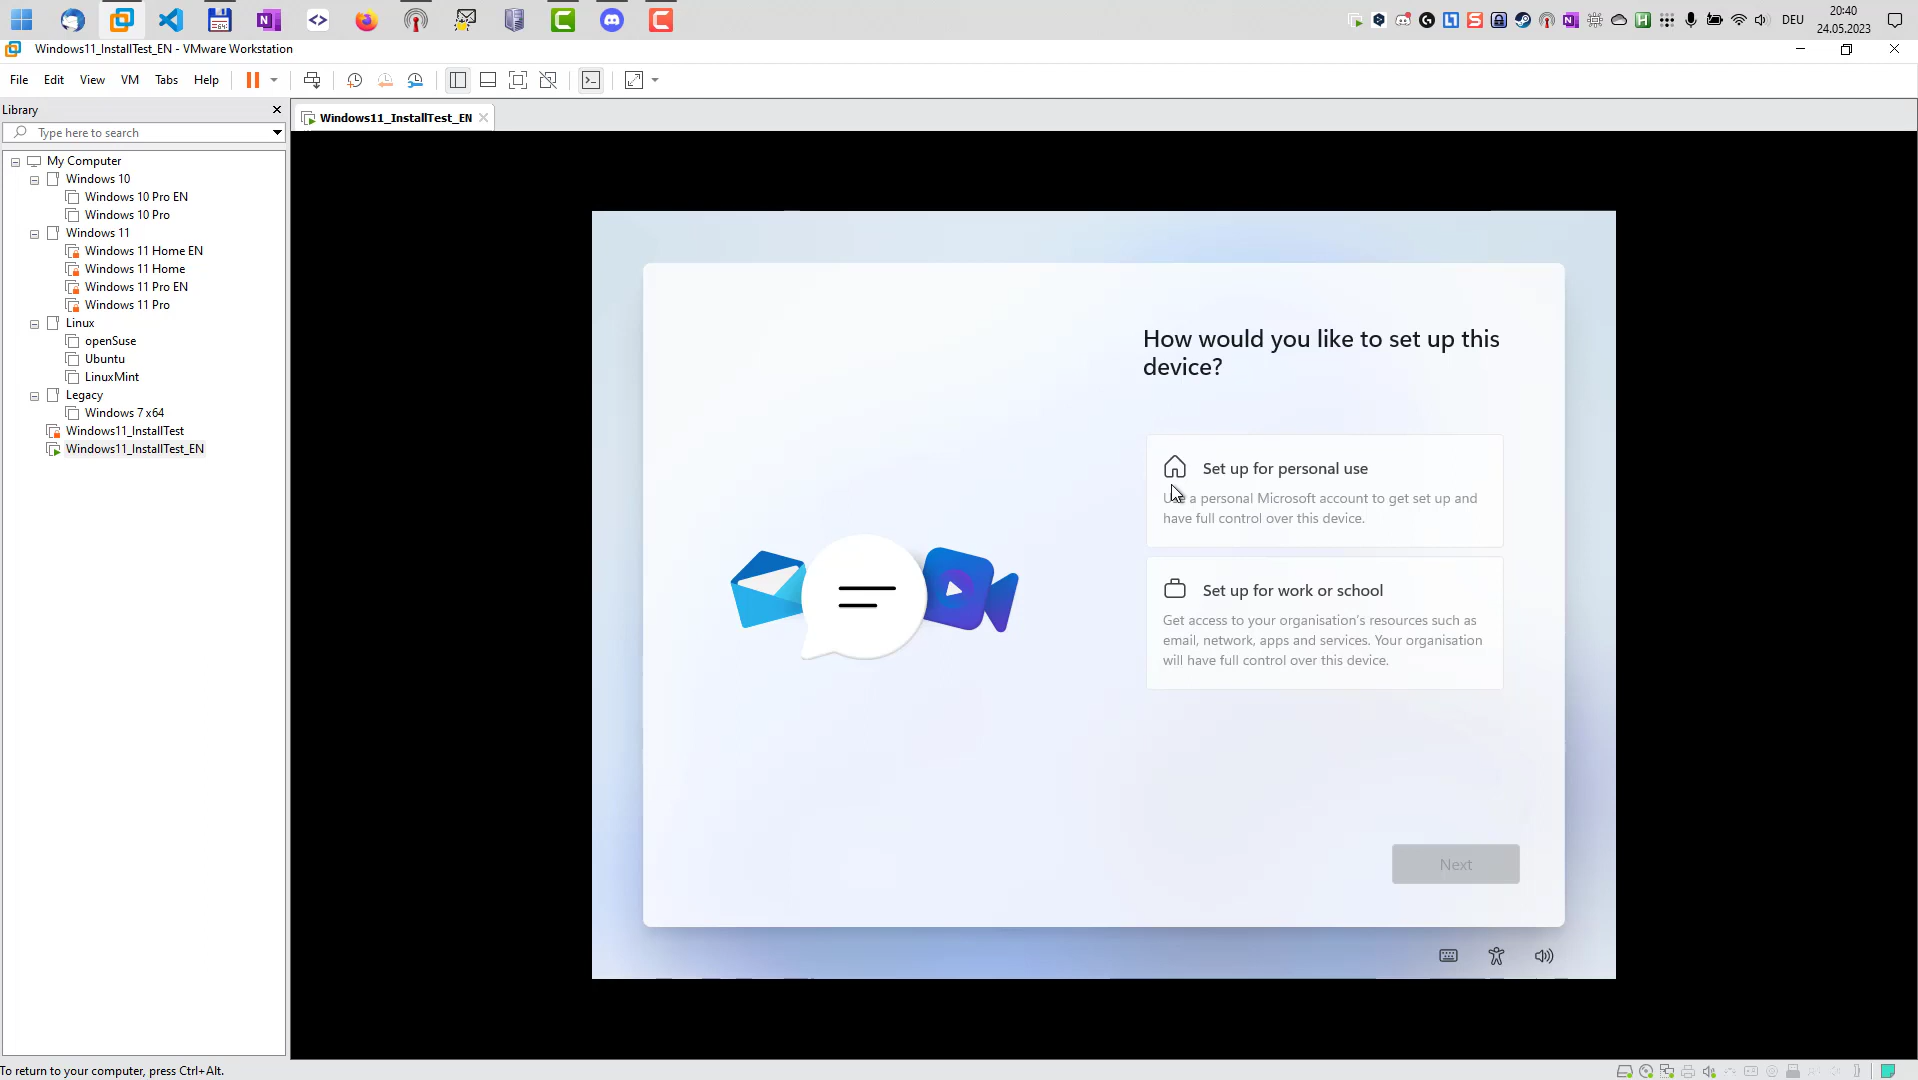 DEU
20:40
24.05.2023
Windows11_InstallTest_EN - VMware Workstation
File Edit View VM Tabs Help
Library
Type here to search
Windows11_InstallTest_EN
My Computer
Windows 10
Windows 10 Pro EN
Windows 10 Pro
Windows 11
Windows 11 Home EN
Windows 11 Home
Windows 11 Pro EN
Windows 11 Pro
Linux
openSuse
Ubuntu
LinuxMint
Legacy
Windows 7 x64
Windows11_InstallTest
Windows11_InstallTest_EN
How would you like to set up this
device?
Set up for personal use
Use a personal Microsoft account to get set up and
have full control over this device.
Set up for work or school
Get access to your organisation's resources such as
email, network, apps and services. Your organisation
will have full control over this device.
Next
To return to your computer, press Ctrl+Alt.